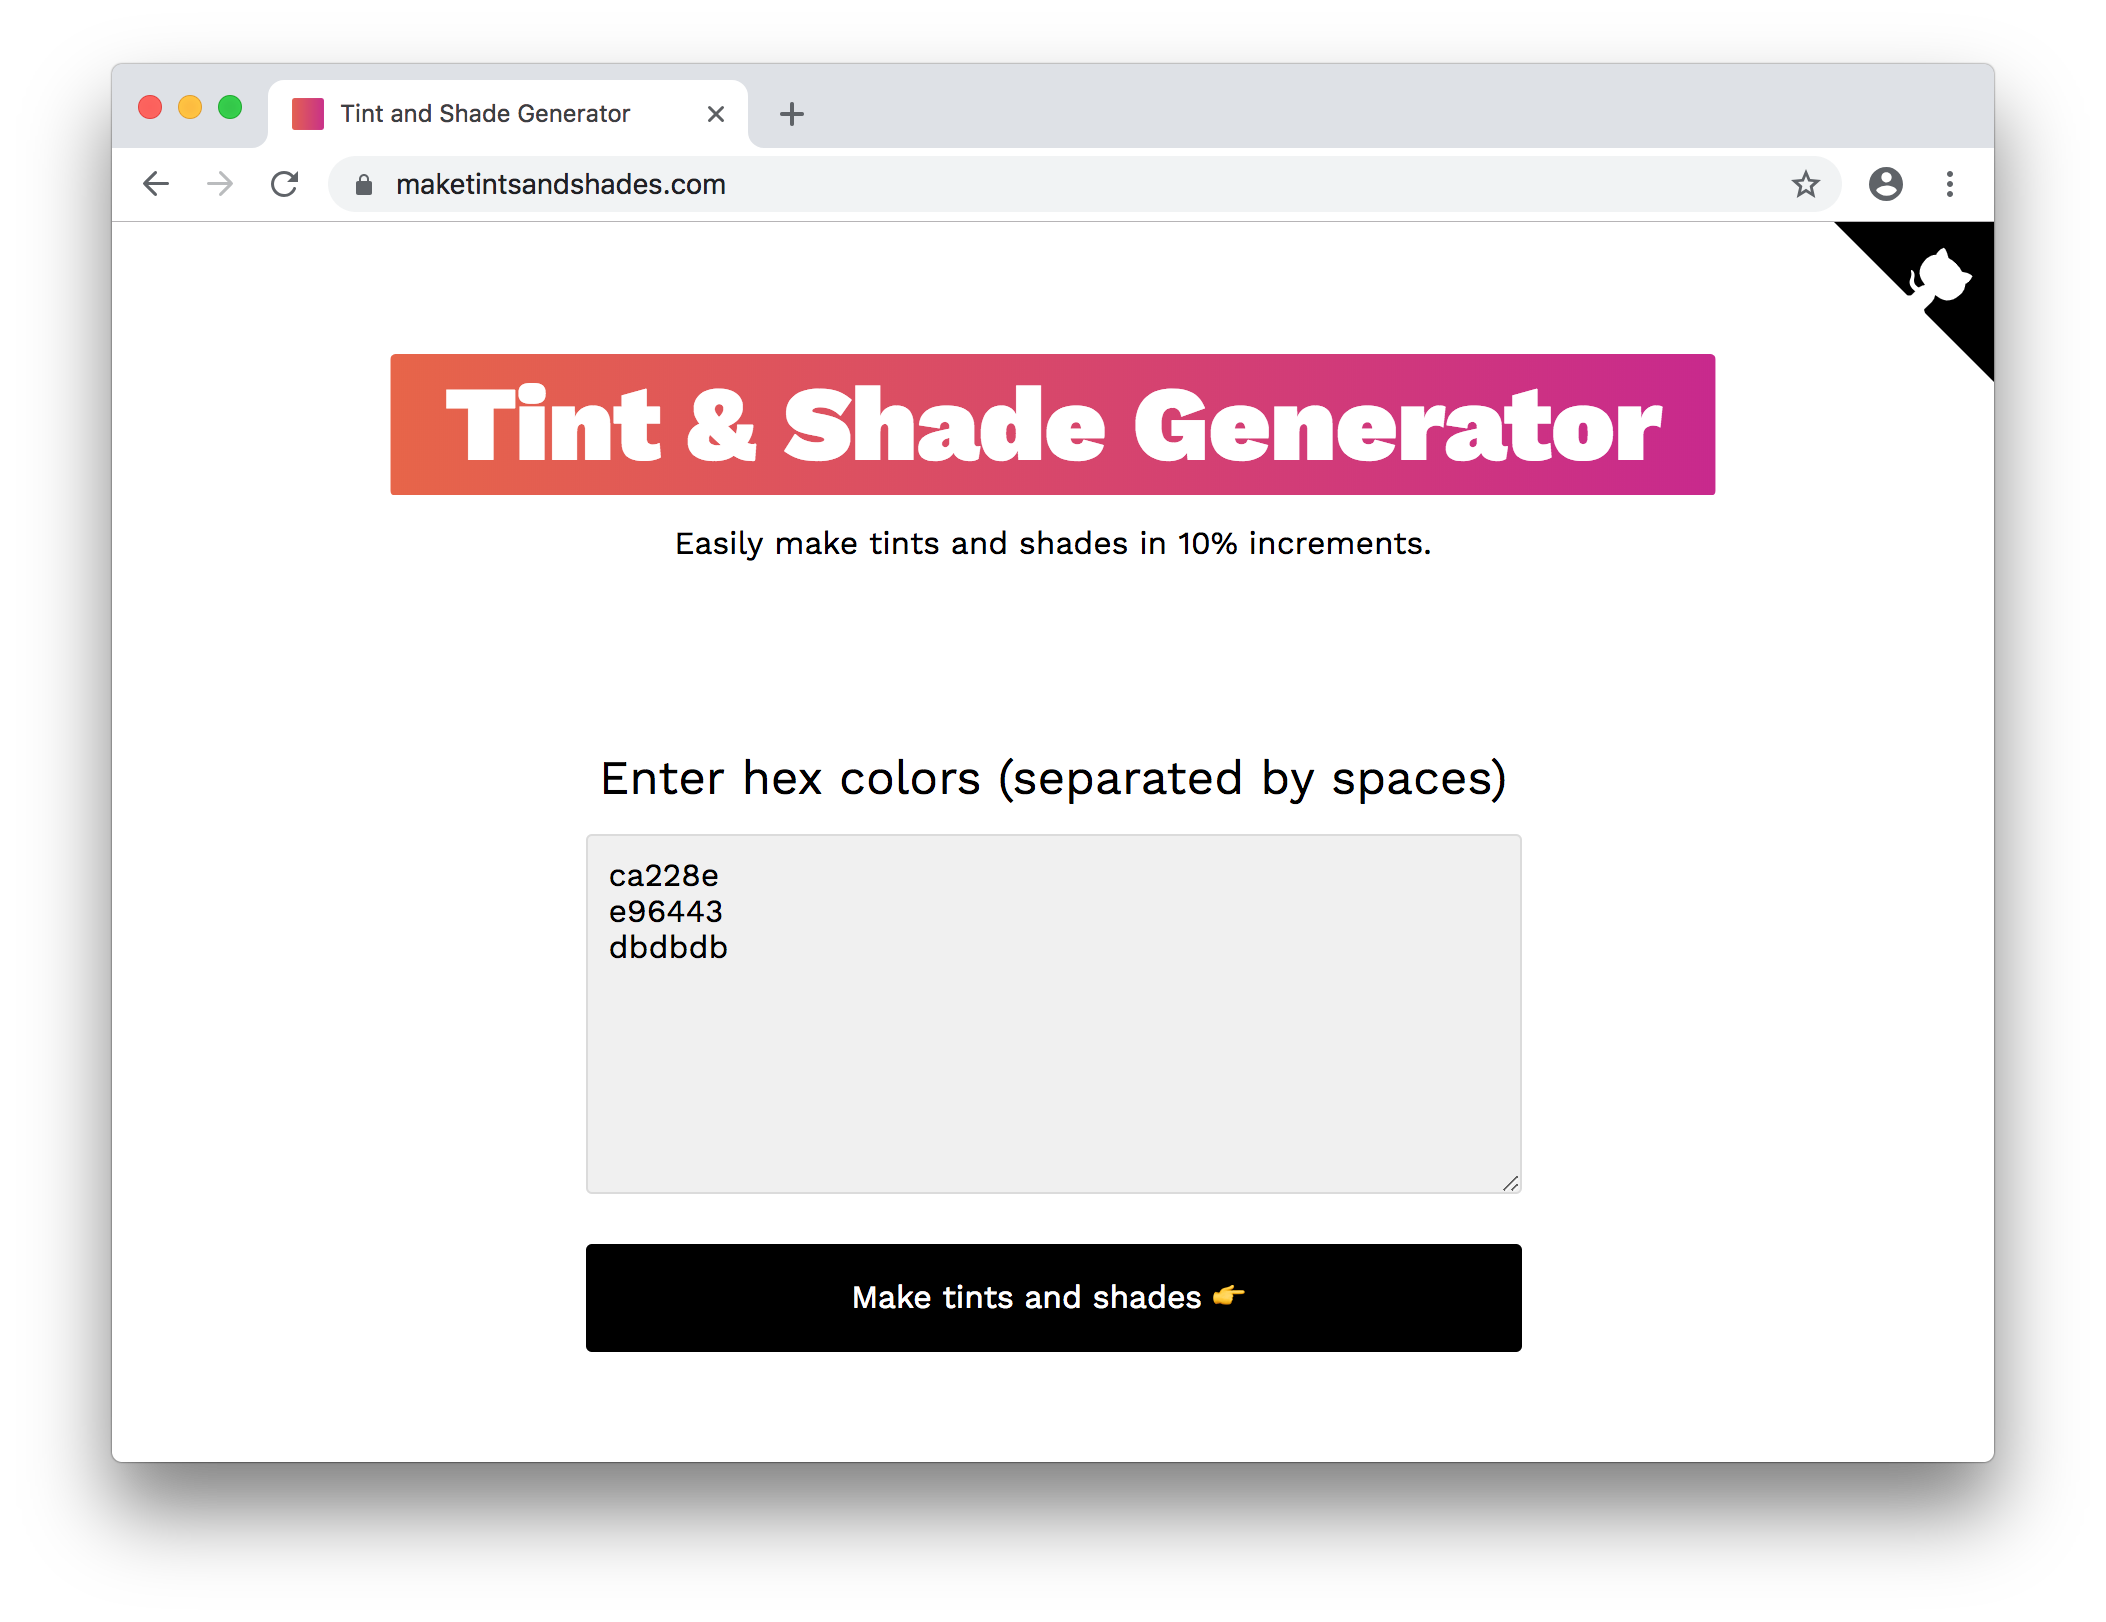 Tint and Shade Generator
maketintsandshades.com
Tint & Shade Generator
Easily make tints and shades in 10% increments.
Enter hex colors (separated by spaces)
ca228e
e96443
dbdbdb
Make tints and shades 👉